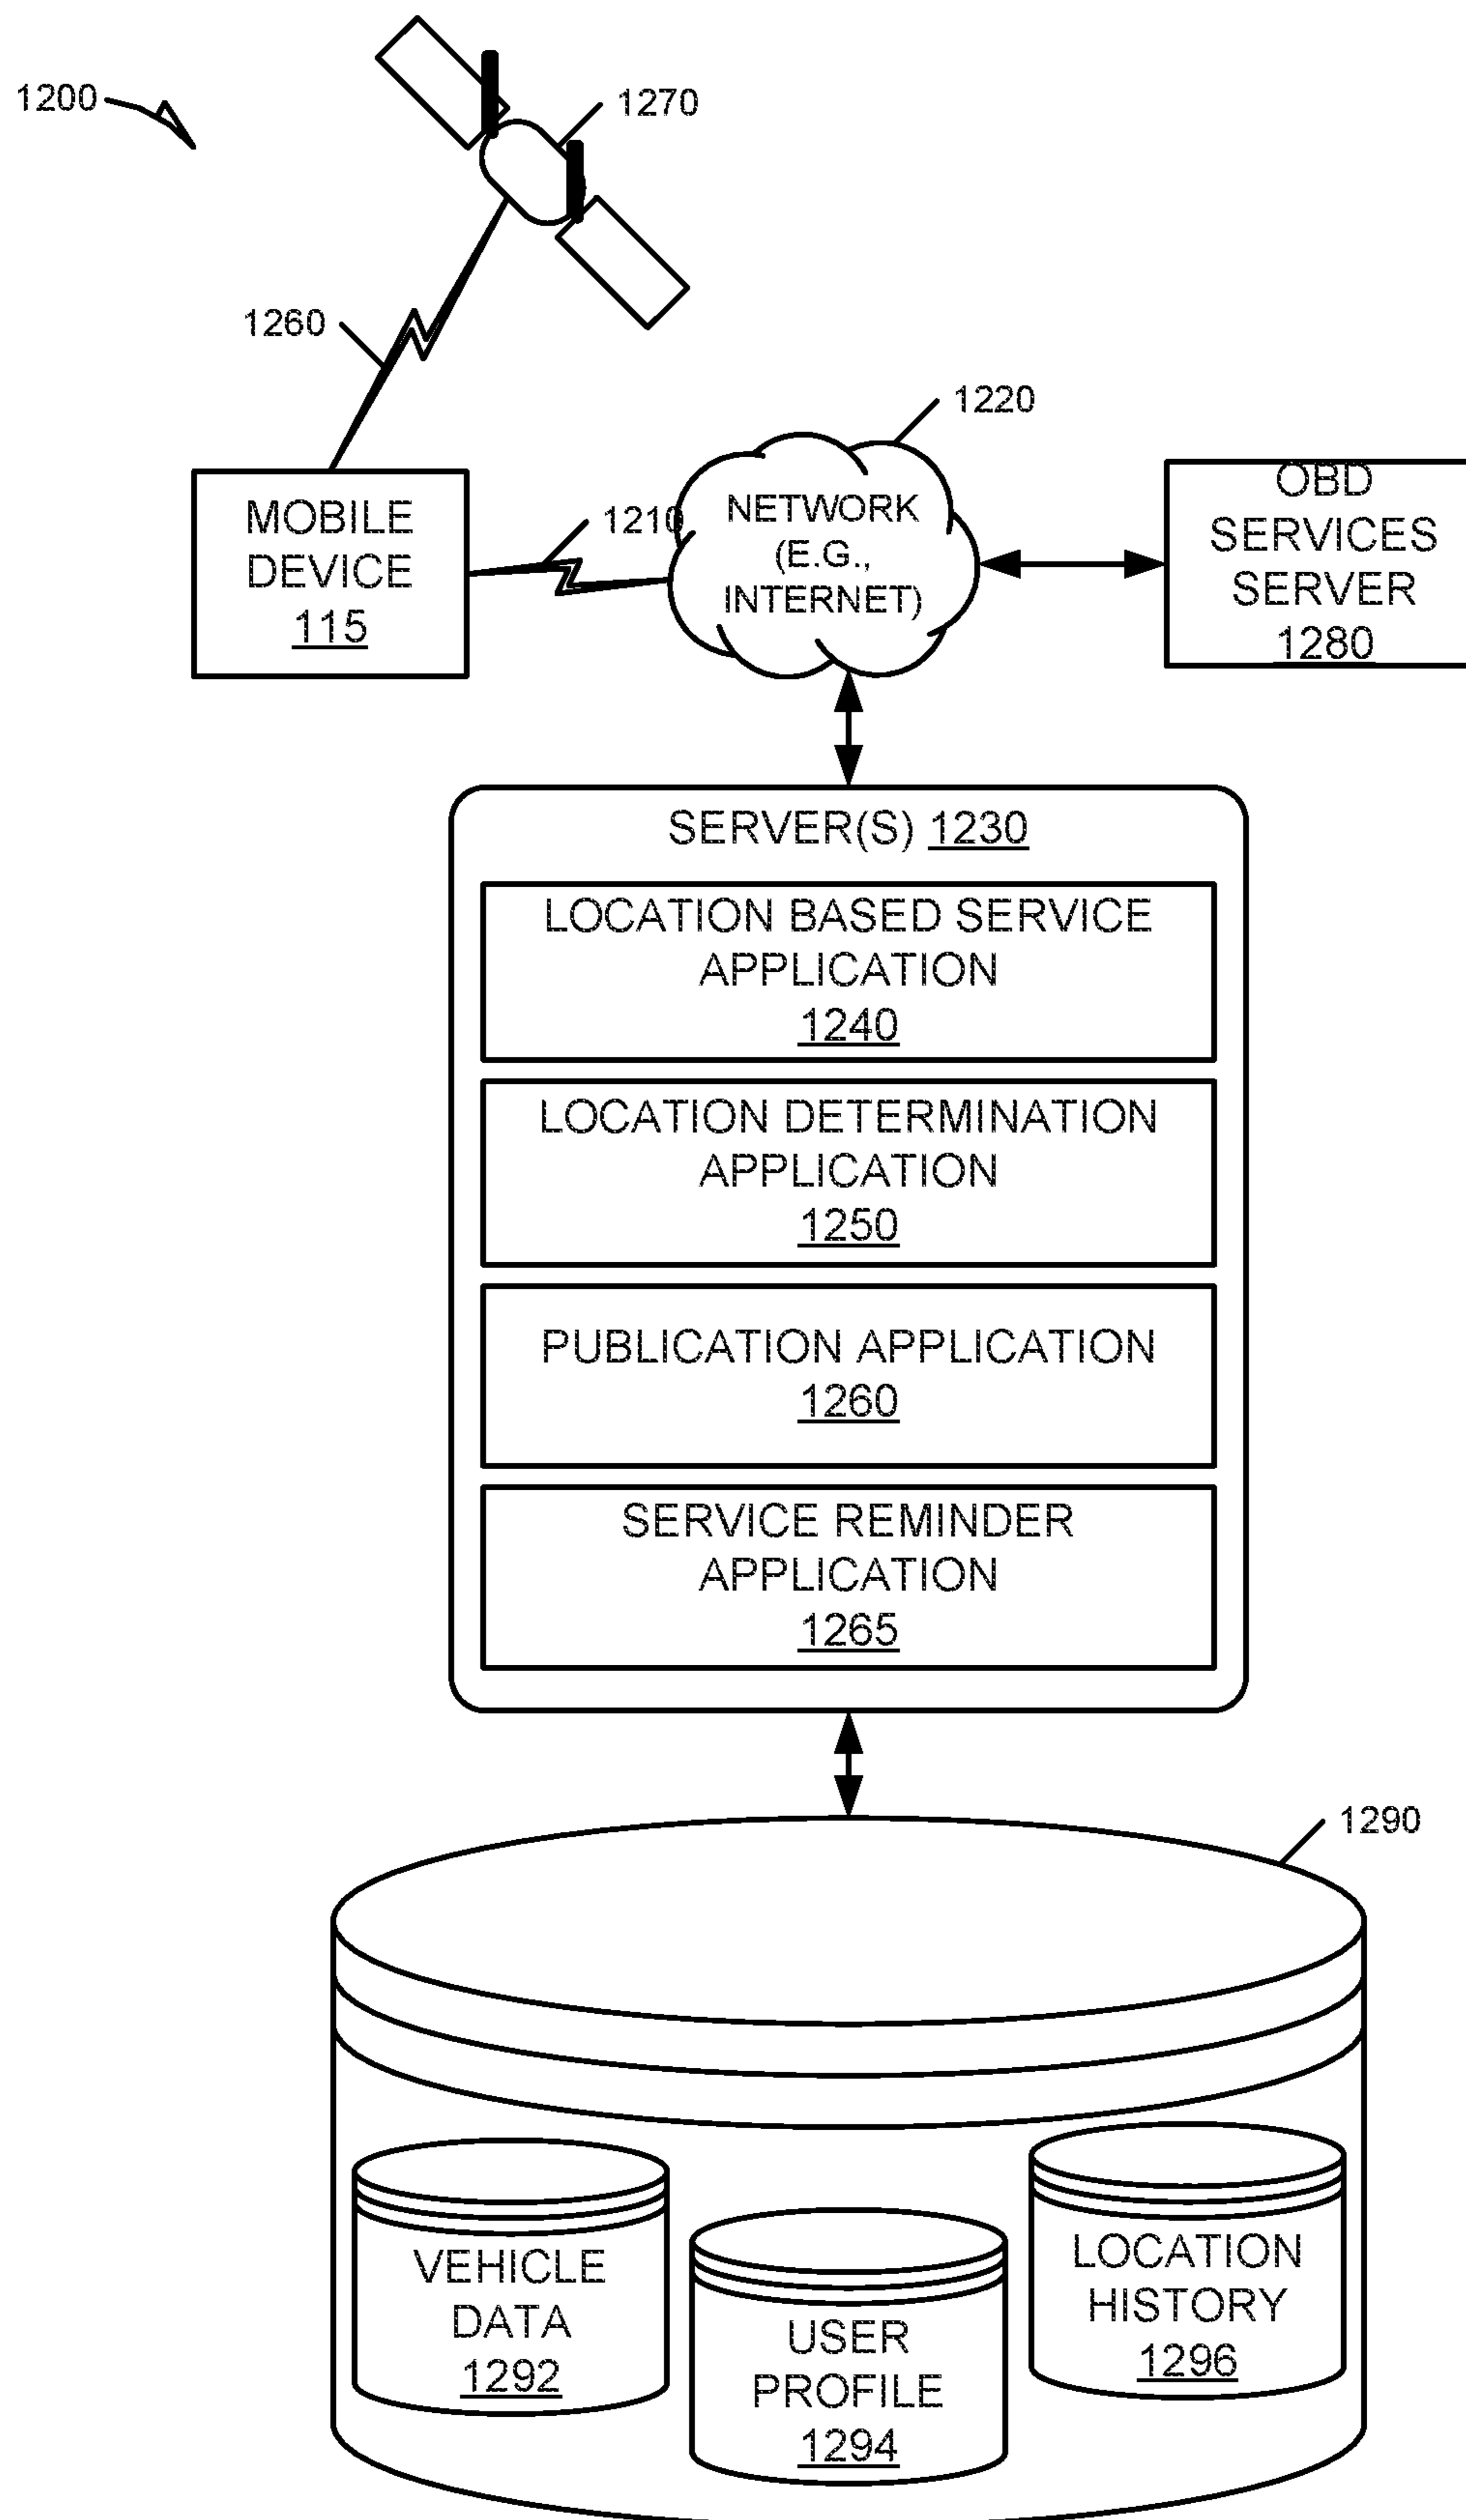 1200
1270
1260
1220
MOBILE
DEVICE
115
1210
NETWORK
(E.G.,
INTERNET)
OBD
SERVICES
SERVER
1280
SERVER(S) 1230
LOCATION BASED SERVICE
APPLICATION
1240
LOCATION DETERMINATION
APPLICATION
1250
PUBLICATION APPLICATION
1260
SERVICE REMINDER
APPLICATION
1265
1290
VEHICLE
DATA
1292
USER
PROFILE
1294
LOCATION
HISTORY
1296